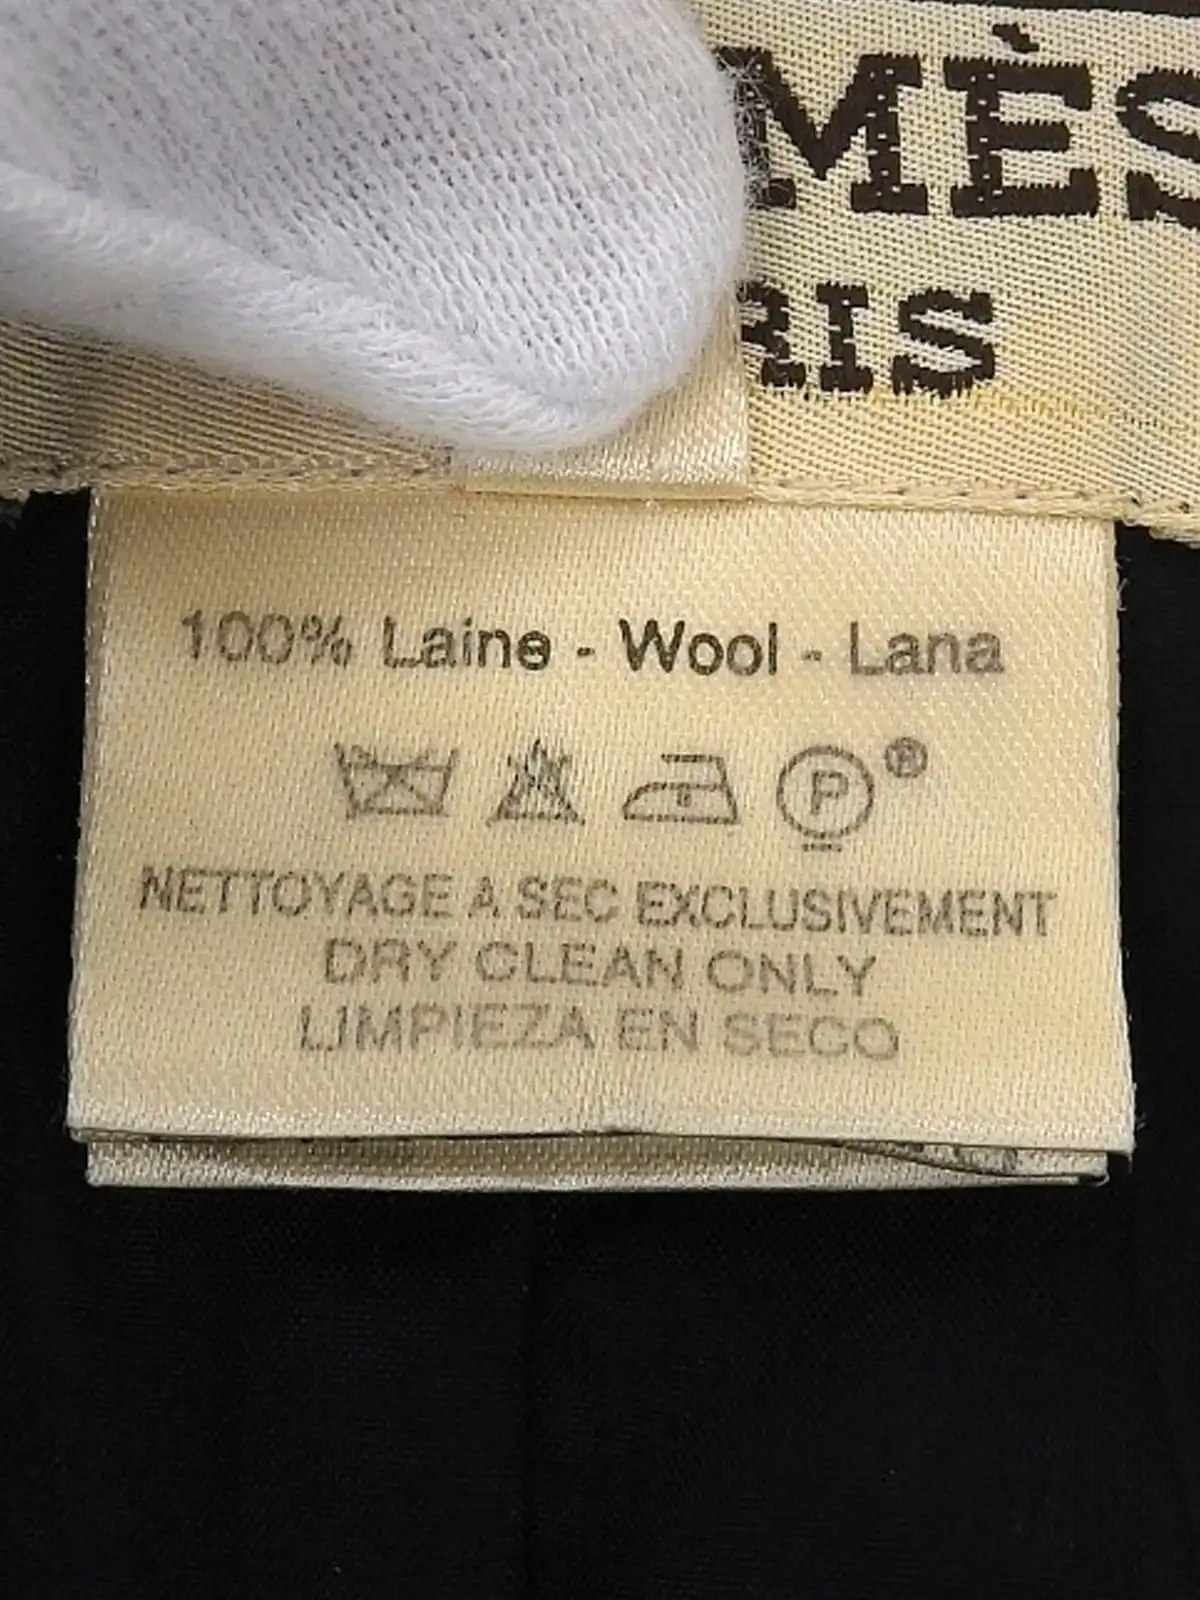 MÈS
RIS
100% Laine - Wool - Lana
P ®
NETTOYAGE A SEC EXCLUSIVEMENT
DRY CLEAN ONLY
LIMPIEZA EN SECO